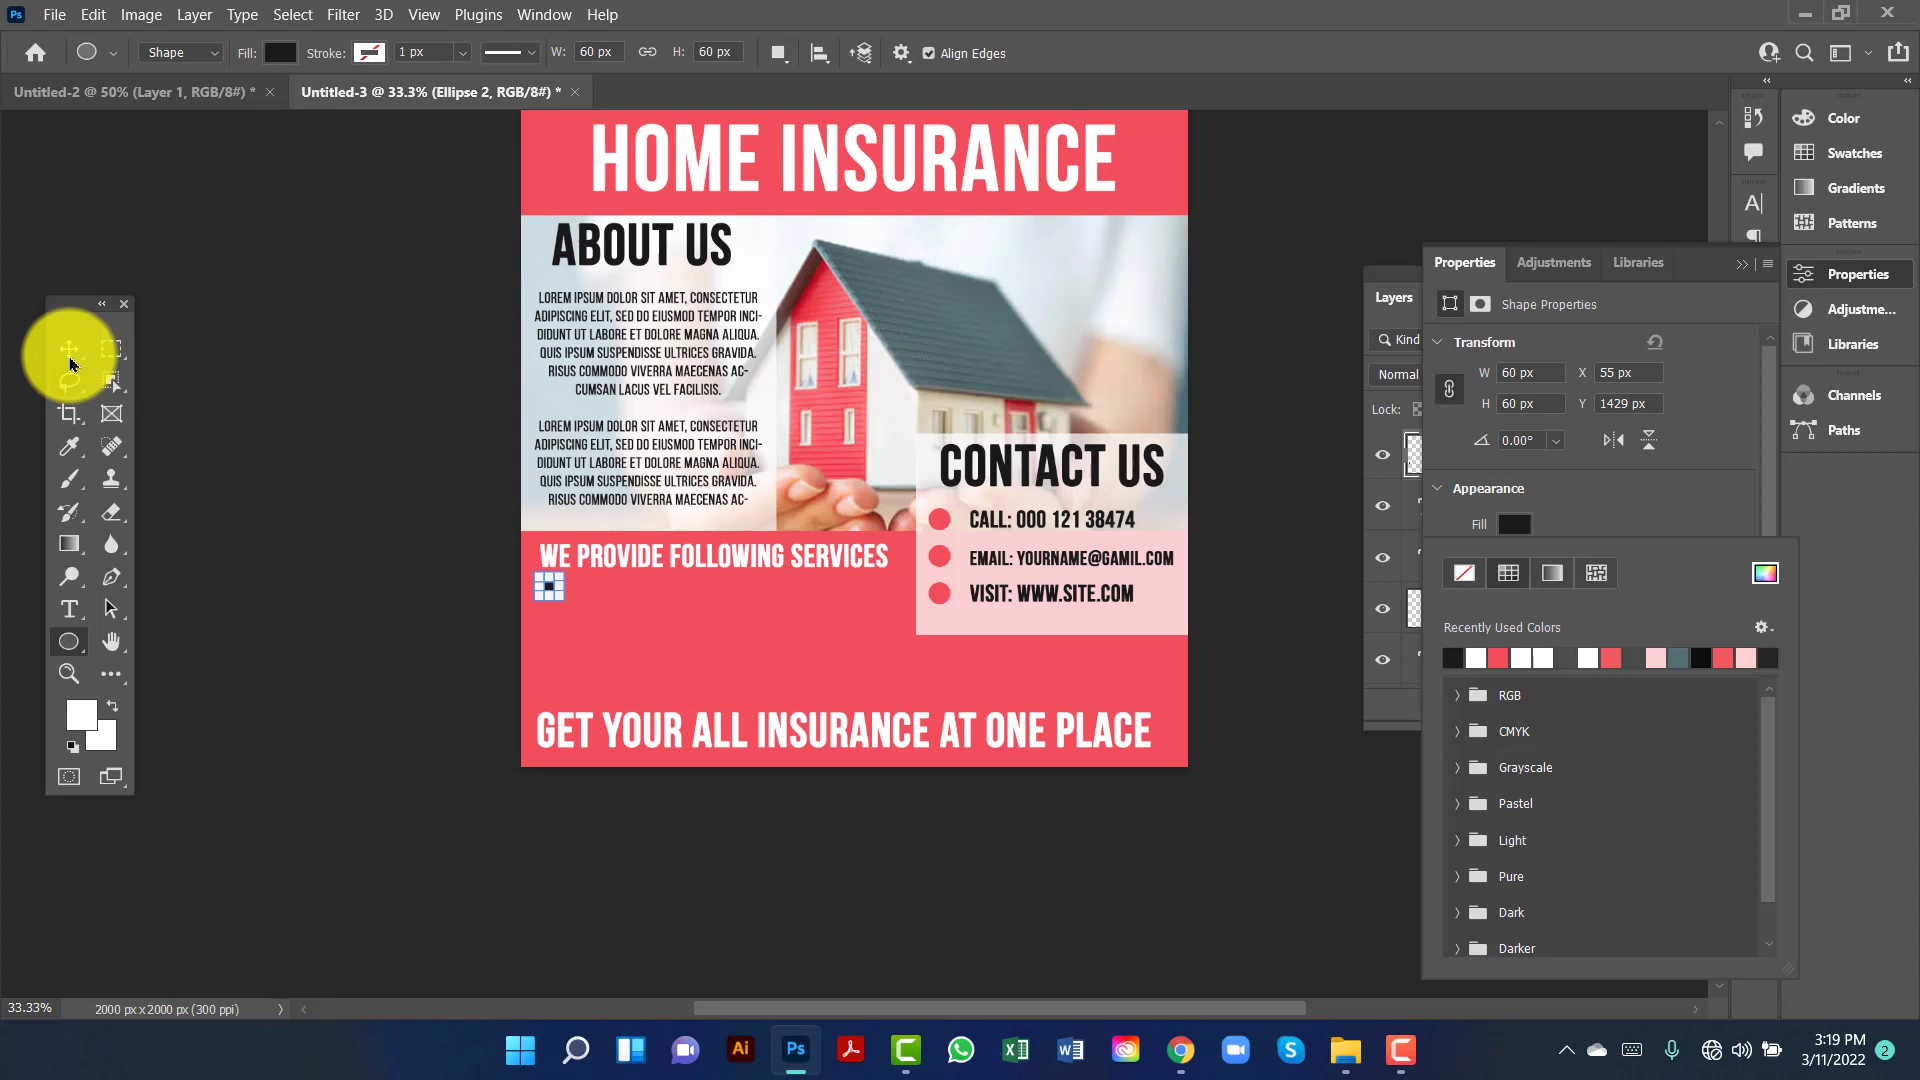 Ps File Edit Image Layer Type Select Filter 3D View Plugins Window Help
Shape Fill: Stroke: 1 px W: 60 px H: 60 px Align Edges
Untitled-2 @ 50% (Layer 1, RGB/8#) * Untitled-3 @ 33.3% (Ellipse 2, RGB/8#) *
HOME INSURANCE
ABOUT US
LOREM IPSUM DOLOR SIT AMET, CONSECTETUR
ADIPISCING ELIT, SED DO EIUSMOD TEMPOR INCI-
DIDUNT UT LABORE ET DOLORE MAGNA ALIQUA.
QUIS IPSUM SUSPENDISSE ULTRICES GRAVIDA.
RISUS COMMODO VIVERRA MAECENAS AC-
CUMSAN LACUS VEL FACILISIS.
LOREM IPSUM DOLOR SIT AMET, CONSECTETUR
ADIPISCING ELIT, SED DO EIUSMOD TEMPOR INCI-
DIDUNT UT LABORE ET DOLORE MAGNA ALIQUA.
QUIS IPSUM SUSPENDISSE ULTRICES GRAVIDA.
RISUS COMMODO VIVERRA MAECENAS AC-
CONTACT US
CALL: 000 121 38474
EMAIL: YOURNAME@GAMIL.COM
VISIT: WWW.SITE.COM
WE PROVIDE FOLLOWING SERVICES
GET YOUR ALL INSURANCE AT ONE PLACE
Layers
Kind
Normal
Lock:
Properties Adjustments Libraries
Shape Properties
Transform
W 60 px X 55 px
H 60 px Y 1429 px
0.00°
Appearance
Fill
Recently Used Colors
RGB
CMYK
Grayscale
Pastel
Light
Pure
Dark
Darker
Color
Swatches
Gradients
Patterns
Properties
Adjustme...
Libraries
Channels
Paths
33.33% 2000 px x 2000 px (300 ppi)
Ai Ps
3:19 PM
3/11/2022 2